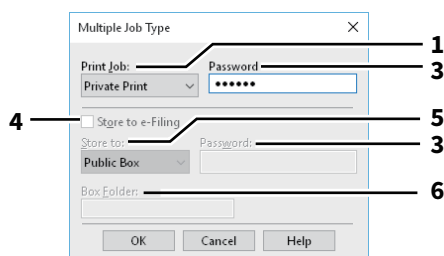 Multiple Job Type
1
Print Job: Password
3
Private Print ••••••
4 Store to e-Filing
5
Store to: Password:
3
Public Box
Box Folder:
6
OK Cancel Help